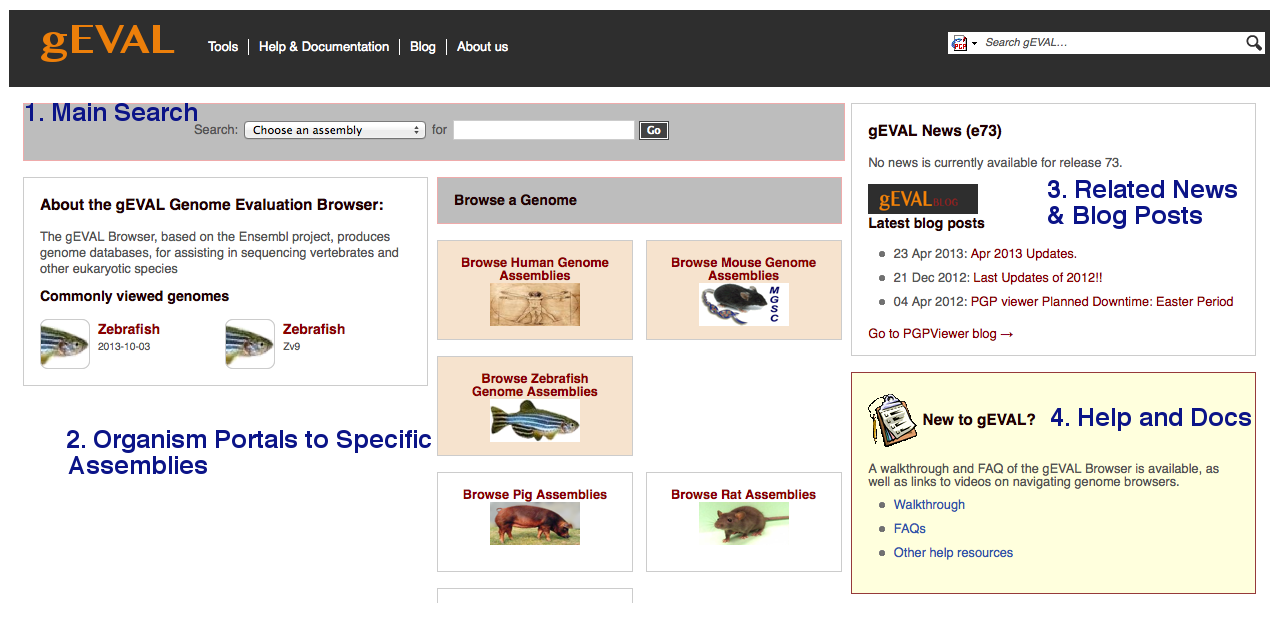 gEVAL
Tools | Help & Documentation | Blog | About us
PGP
Search gEVAL...
1. Main Search
Search: Choose an assembly for Go
About the gEVAL Genome Evaluation Browser:
The gEVAL Browser, based on the Ensembl project, produces
genome databases, for assisting in sequencing vertebrates and
other eukaryotic species
Commonly viewed genomes
Zebrafish
2013-10-03
Zebrafish
Zv9
2. Organism Portals to Specific
Assemblies
Browse a Genome
Browse Human Genome
Assemblies
Browse Mouse Genome
Assemblies
MGSC
Browse Zebrafish
Genome Assemblies
Browse Pig Assemblies
Browse Rat Assemblies
gEVAL News (e73)
No news is currently available for release 73.
gEVAL BLOG
3. Related News
& Blog Posts
Latest blog posts
23 Apr 2013: Apr 2013 Updates.
21 Dec 2012: Last Updates of 2012!!
04 Apr 2012: PGP viewer Planned Downtime: Easter Period
Go to PGPViewer blog →
New to gEVAL?
4. Help and Docs
A walkthrough and FAQ of the gEVAL Browser is available, as
well as links to videos on navigating genome browsers.
Walkthrough
FAQs
Other help resources